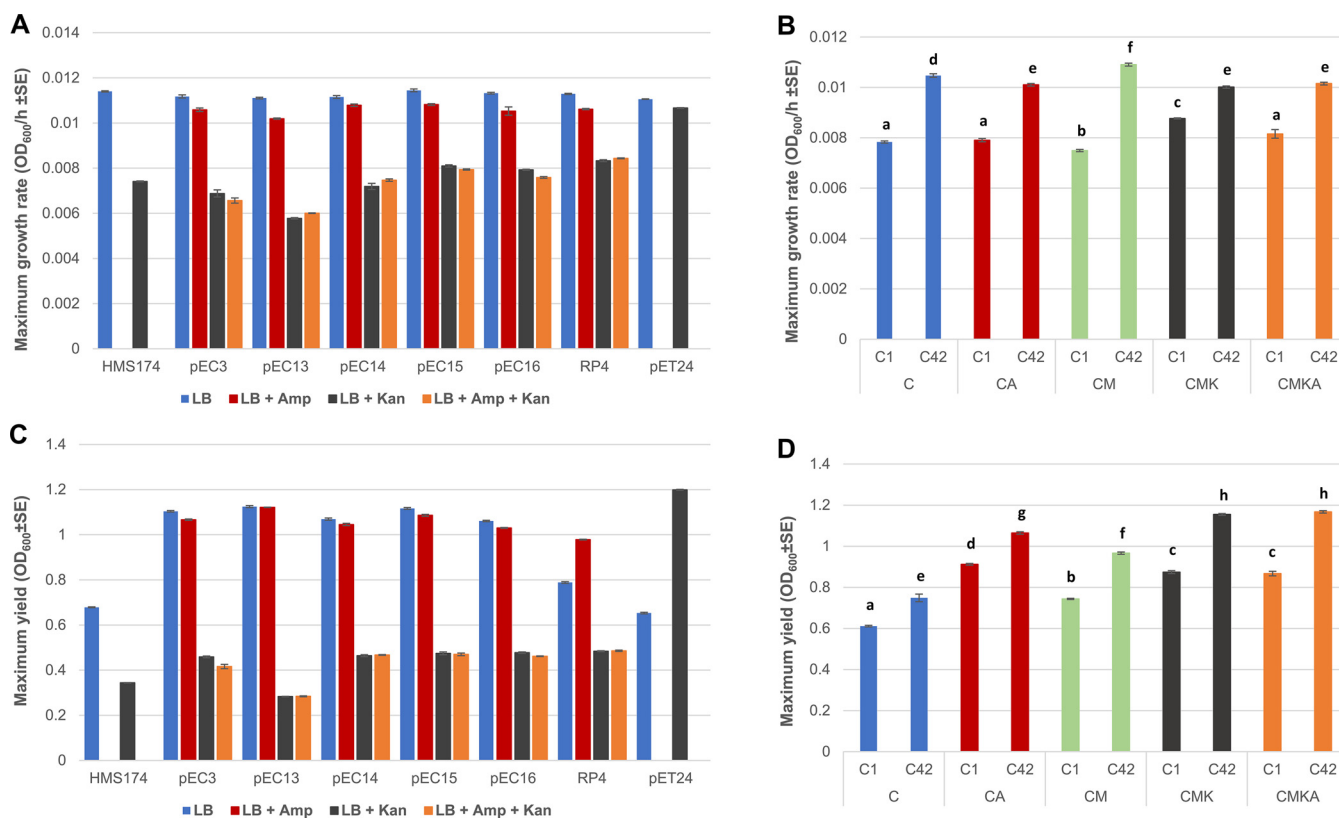 A
Maximum growth rate (OD600/h ±SE)
0.014
0.012
0.01
0.008
0.006
0.004
0.002
0
HMS174 pEC3 pEC13 pEC14 pEC15 pEC16 RP4 pET24
LB LB + Amp LB + Kan LB + Amp + Kan
B
Maximum growth rate (OD600/h ±SE)
0.012
0.01
0.008
0.006
0.004
0.002
0
a d a e b f c e a e
C1 C42 C1 C42 C1 C42 C1 C42 C1 C42
C CA CM CMK CMKA
C
Maximum yield (OD600±SE)
1.4
1.2
1
0.8
0.6
0.4
0.2
0
HMS174 pEC3 pEC13 pEC14 pEC15 pEC16 RP4 pET24
LB LB + Amp LB + Kan LB + Amp + Kan
D
Maximum yield (OD600±SE)
1.4
1.2
1
0.8
0.6
0.4
0.2
0
a e d g b f c h c h
C1 C42 C1 C42 C1 C42 C1 C42 C1 C42
C CA CM CMK CMKA